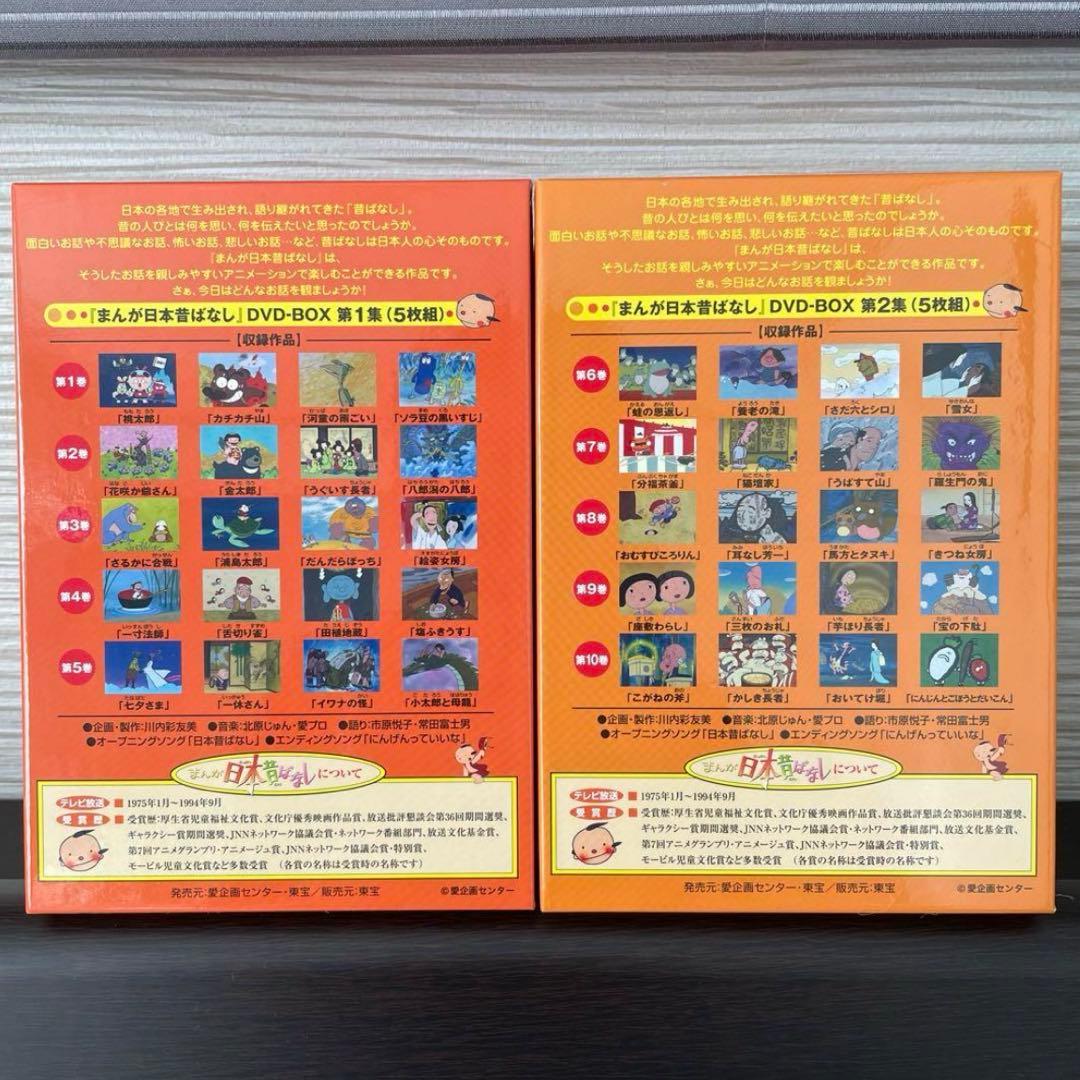 日本の各地で生み出され、語り継がれてきた「昔ばなし」。
昔の人びとは何を思い、何を伝えたいと思ったのでしょうか。
面白いお話や不思議なお話、怖いお話、悲しいお話…など、昔ばなしは日本人の心そのものです。
『まんが日本昔ばなし』は、
そうしたお話を親しみやすいアニメーションで楽しむことができる作品です。
さぁ、今日はどんなお話を観ましょうか!
『まんが日本昔ばなし』DVD-BOX 第1集(5枚組)
【収録作品】
第1巻
「桃太郎」 「カチカチ山」 「河童の雨こい」 「ソラ豆の黒いすじ」
第2巻
「花咲か爺さん」 「金太郎」 「うぐいす長者」 「八郎潟の八郎」
第3巻
「さるかに合戦」 「浦島太郎」 「だんだらぼっち」 「絵姿女房」
第4巻
「一寸法師」 「舌切り雀」 「田植地蔵」 「塩ふきうす」
第5巻
「七夕さま」 「一休さん」 「イワナの怪」 「小太郎と母龍」
●企画・製作:川内彩友美 ●音楽:北原じゅん・愛プロ ●語り:市原悦子・常田富士男
●オープニングソング「日本昔ばなし」 ●エンディングソング「にんげんっていいな」
まんが日本昔ばなしについて
テレビ放送 ■ 1975年1月〜1994年9月
受賞歴 ■ 受賞歴:厚生省児童福祉文化賞、文化庁優秀映画作品賞、放送批評懇談会第36回期間選奨、
ギャラクシー賞期間選奨、JNNネットワーク協議会賞・ネットワーク番組部門、放送文化基金賞、
第7回アニメグランプリ・アニメージュ賞、JNNネットワーク協議会賞・特別賞、
モービル児童文化賞など多数受賞 (各賞の名称は受賞時の名称です)
発売元:愛企画センター・東宝/販売元:東宝
©愛企画センター
日本の各地で生み出され、語り継がれてきた「昔ばなし」。
昔の人びとは何を思い、何を伝えたいと思ったのでしょうか。
面白いお話や不思議なお話、怖いお話、悲しいお話…など、昔ばなしは日本人の心そのものです。
『まんが日本昔ばなし』は、
そうしたお話を親しみやすいアニメーションで楽しむことができる作品です。
さぁ、今日はどんなお話を観ましょうか!
『まんが日本昔ばなし』DVD-BOX 第2集(5枚組)
【収録作品】
第6巻
「蛙の恩返し」 「養老の滝」 「さだ六とシロ」 「雪女」
第7巻
「分福茶釜」 「猫壇家」 「うばすて山」 「羅生門の鬼」
第8巻
「おむすびころりん」 「耳なし芳一」 「馬方とタヌキ」 「きつね女房」
第9巻
「座敷わらし」 「三枚のお札」 「芋ほり長者」 「宝の下駄」
第10巻
「こがねの斧」 「かしき長者」 「おいてけ堀」 「にんじんとごぼうとだいこん」
●企画・製作:川内彩友美 ●音楽:北原じゅん・愛プロ ●語り:市原悦子・常田富士男
●オープニングソング「日本昔ばなし」 ●エンディングソング「にんげんっていいな」
まんが日本昔ばなしについて
テレビ放送 ■ 1975年1月〜1994年9月
受賞歴 ■ 受賞歴:厚生省児童福祉文化賞、文化庁優秀映画作品賞、放送批評懇談会第36回期間選奨、
ギャラクシー賞期間選奨、JNNネットワーク協議会賞・ネットワーク番組部門、放送文化基金賞、
第7回アニメグランプリ・アニメージュ賞、JNNネットワーク協議会賞・特別賞、
モービル児童文化賞など多数受賞 (各賞の名称は受賞時の名称です)
発売元:愛企画センター・東宝/販売元:東宝
©愛企画センター